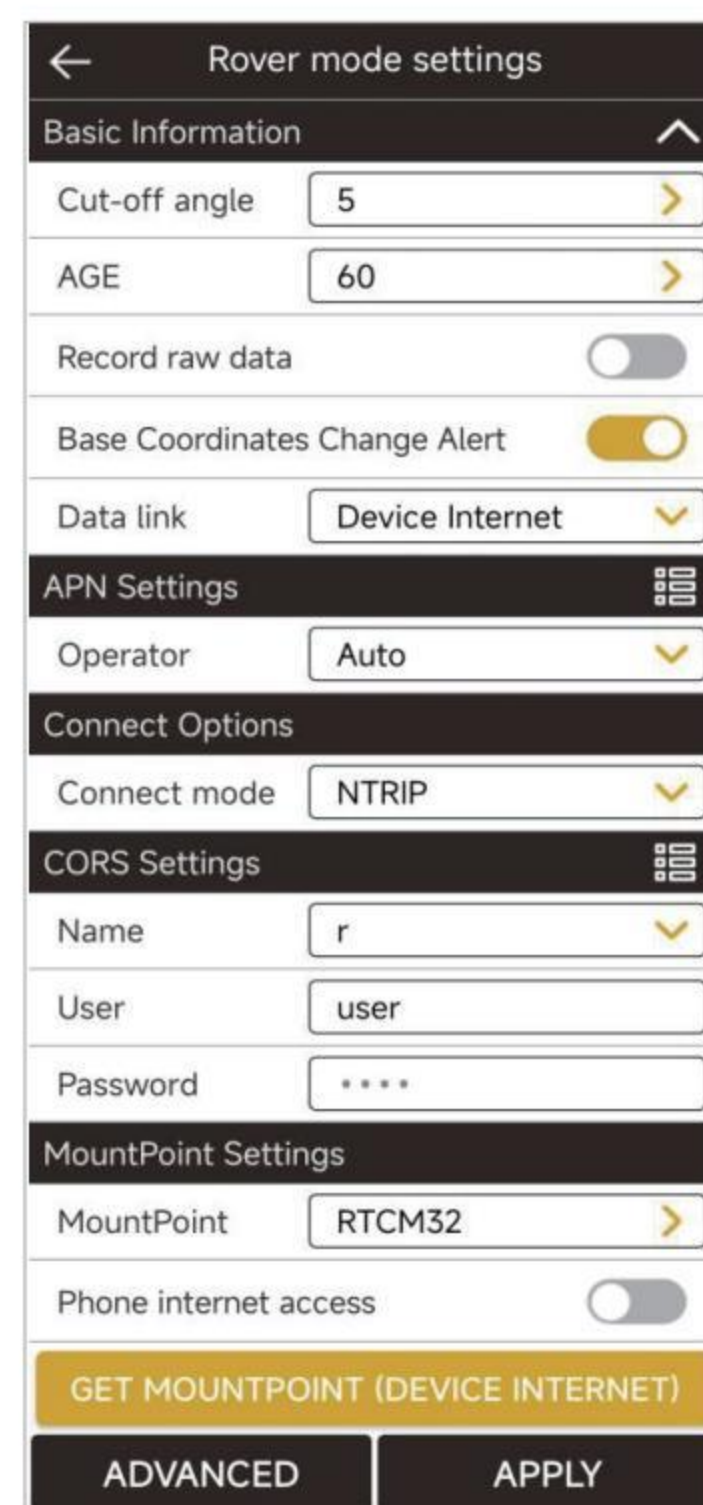 Rover mode settings
Basic Information
Cut-off angle 5
AGE 60
Record raw data
Base Coordinates Change Alert
Data link Device Internet
APN Settings
Operator Auto
Connect Options
Connect mode NTRIP
CORS Settings
Name r
User user
Password ····
MountPoint Settings
MountPoint RTCM32
Phone internet access
GET MOUNTPOINT (DEVICE INTERNET)
ADVANCED APPLY